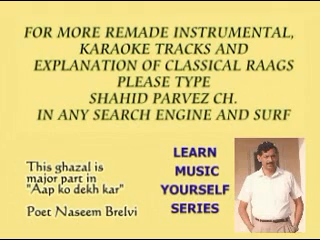 FOR MORE REMADE INSTRUMENTAL,
KARAOKE TRACKS AND
EXPLANATION OF CLASSICAL RAAGS
PLEASE TYPE
SHAHID PARVEZ CH.
IN ANY SEARCH ENGINE AND SURF
This ghazal is
major part in
"Aap ko dekh kar"
Poet Naseem Brelvi
LEARN
MUSIC
YOURSELF
SERIES